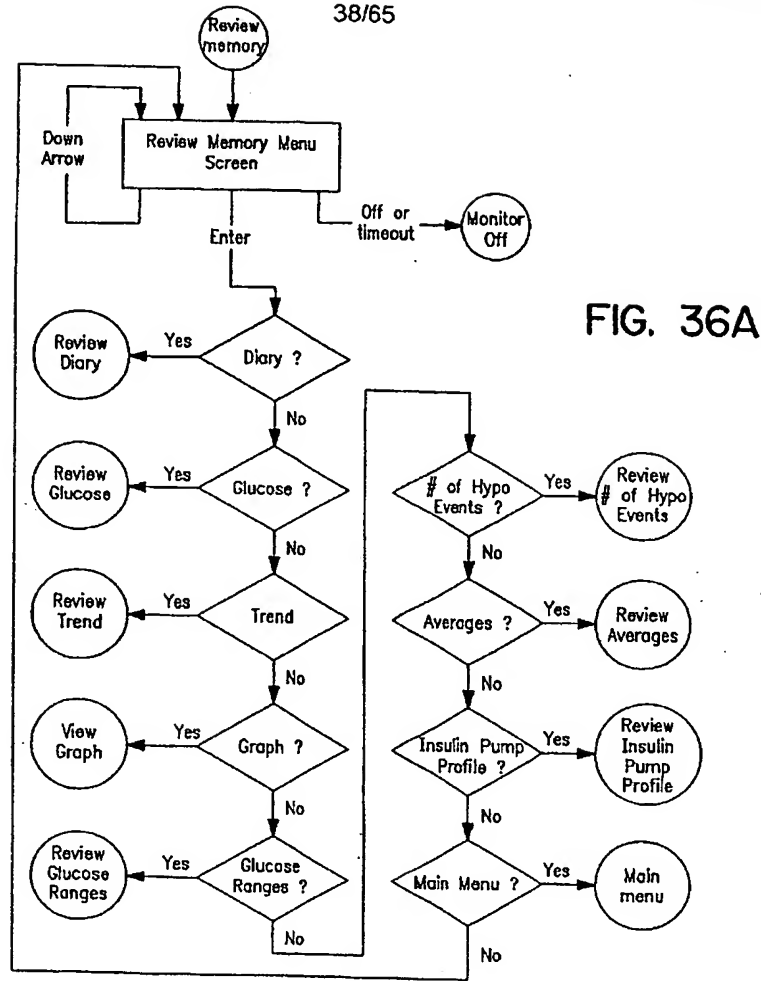 38/65
Review
memory
Down
Arrow
Review Memory Menu
Screen
Enter
Off or
timeout
Monitor
Off
FIG. 36A
Review
Diary
Yes
Diary ?
No
Review
Glucose
Yes
Glucose ?
No
Review
Trend
Yes
Trend
No
View
Graph
Yes
Graph ?
No
Review
Glucose
Ranges
Yes
Glucose
Ranges ?
No
# of Hypo
Events ?
Yes
Review
# of Hypo
Events
No
Averages ?
Yes
Review
Averages
No
Insulin Pump
Profile ?
Yes
Review
Insulin
Pump
Profile
No
Main Menu ?
Yes
Main
menu
No